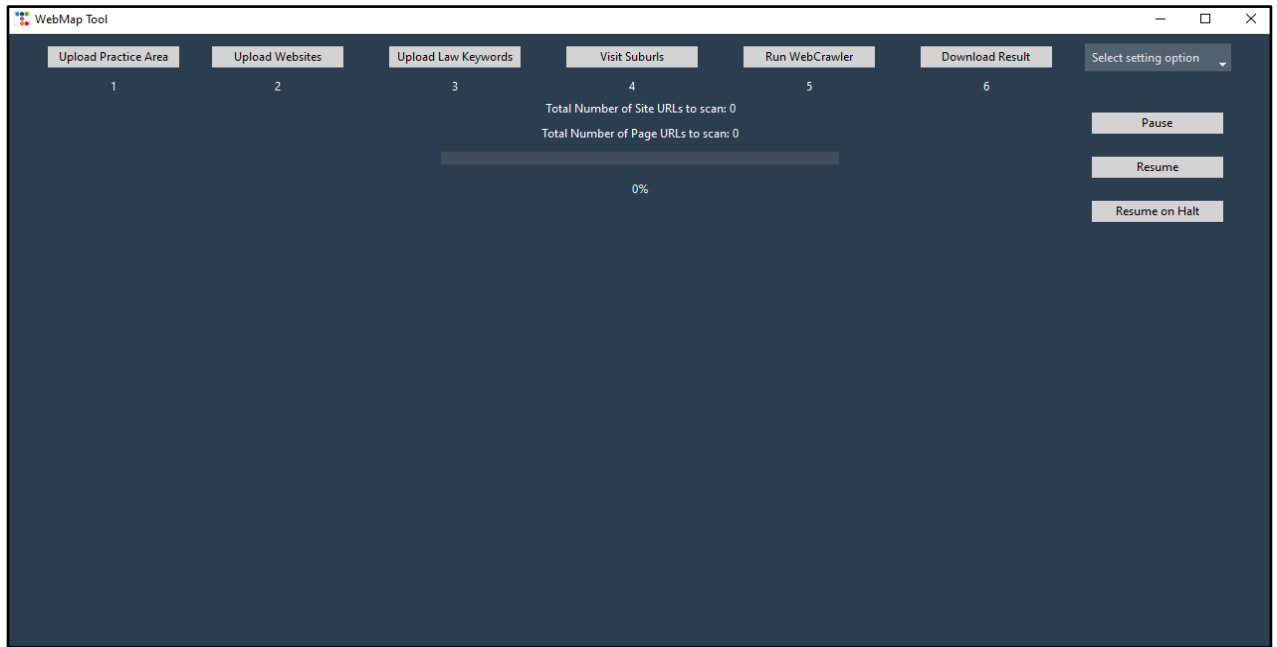 WebMap Tool
Upload Practice Area Upload Websites Upload Law Keywords Visit Suburls Run WebCrawler Download Result Select setting option
1 2 3 4 5 6
Total Number of Site URLs to scan: 0
Pause
Total Number of Page URLs to scan: 0
Resume
0%
Resume on Halt